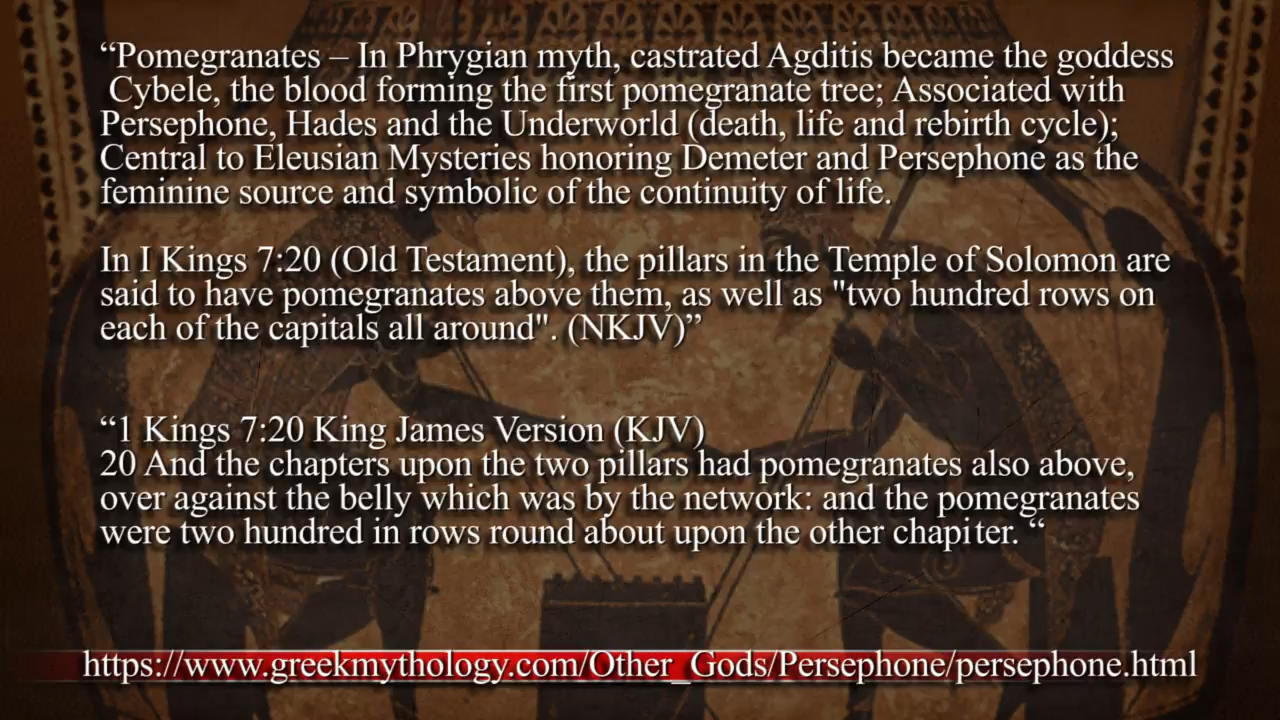 “Pomegranates – In Phrygian myth, castrated Agditis became the goddess
Cybele, the blood forming the first pomegranate tree; Associated with
Persephone, Hades and the Underworld (death, life and rebirth cycle);
Central to Eleusian Mysteries honoring Demeter and Persephone as the
feminine source and symbolic of the continuity of life.
In I Kings 7:20 (Old Testament), the pillars in the Temple of Solomon are
said to have pomegranates above them, as well as "two hundred rows on
each of the capitals all around". (NKJV)”
“1 Kings 7:20 King James Version (KJV)
20 And the chapters upon the two pillars had pomegranates also above,
over against the belly which was by the network: and the pomegranates
were two hundred in rows round about upon the other chapiter. “
https://www.greekmythology.com/Other_Gods/Persephone/persephone.html